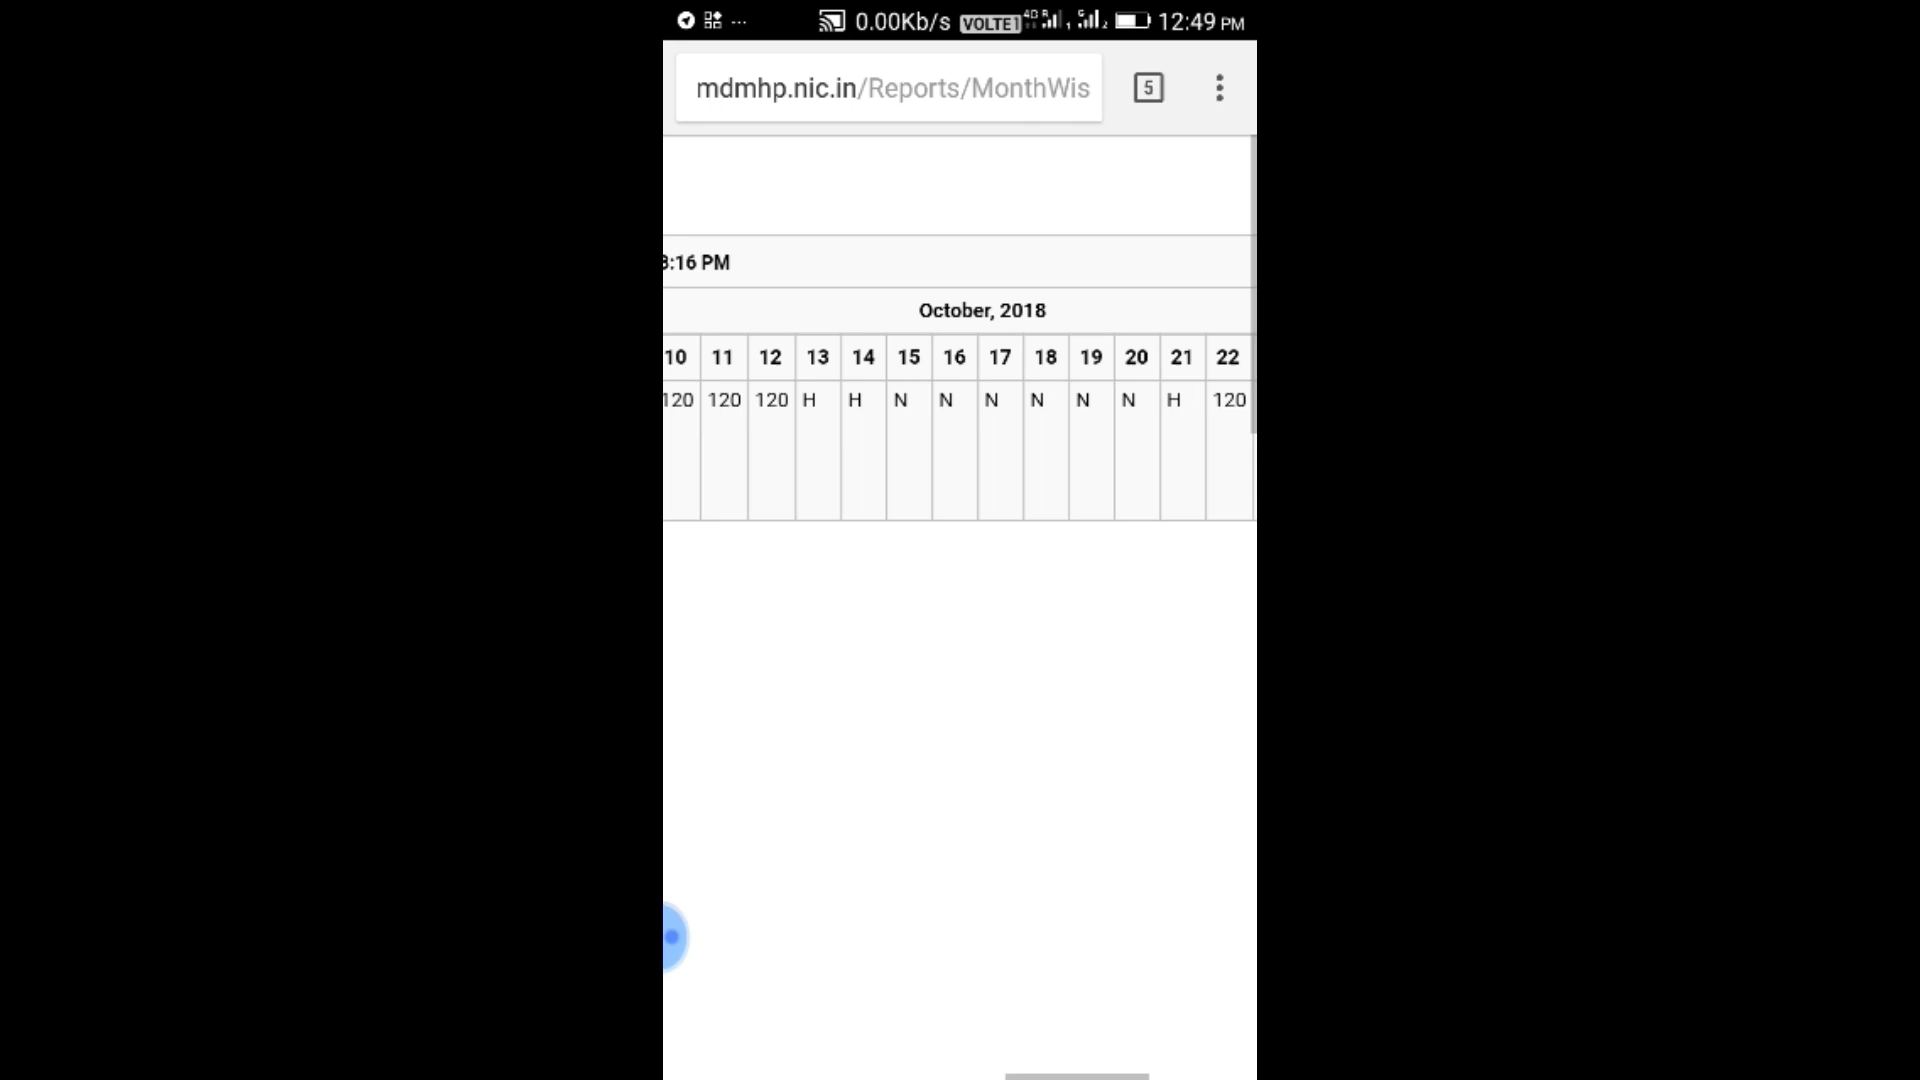 ... 0.00Kb/s VOLTE1 12:49 PM
mdmhp.nic.in/Reports/MonthWis 5
:16 PM
October, 2018
10 11 12 13 14 15 16 17 18 19 20 21 22
120 120 120 H H N N N N N N H 120